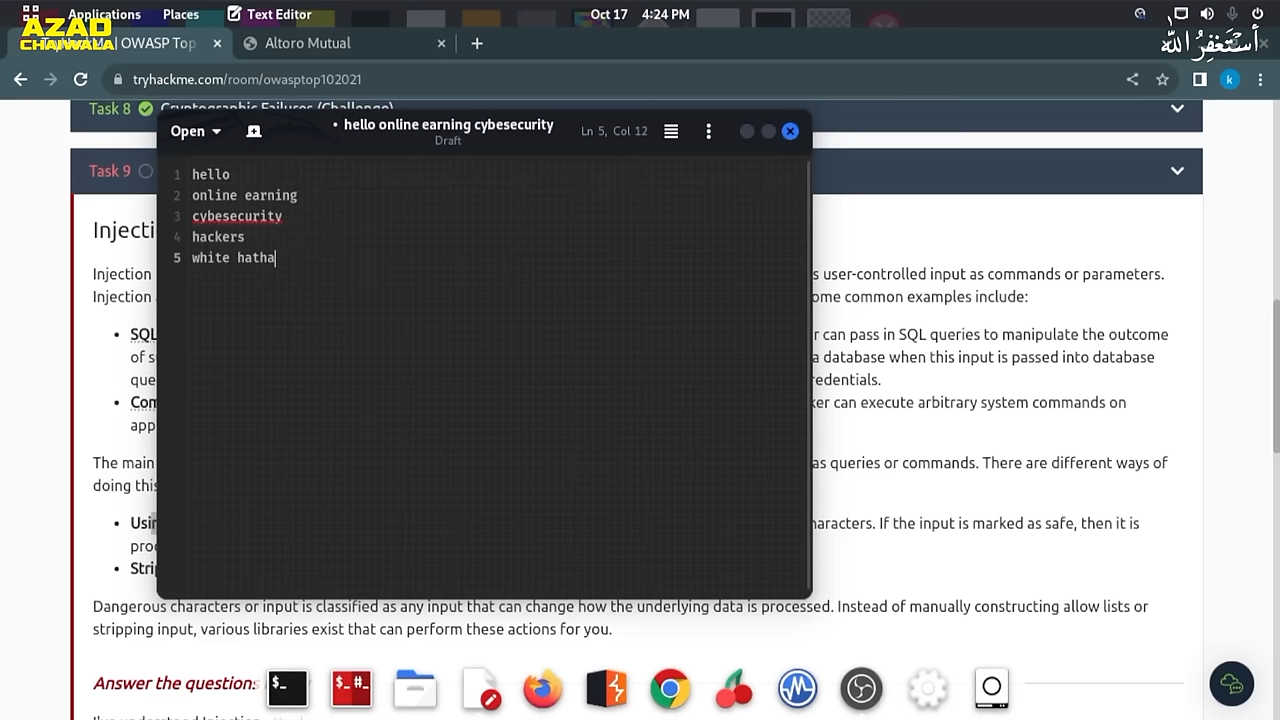 Applications Places Text Editor Oct 17 4:24 PM
AZAD
CHAIWALA
OWASP Top
Altoro Mutual
أستغفر الله
tryhackme.com/room/owasptop102021
k
Task 8 Cryptographic Failures (Challenge)
Open
hello online earning cybesecurity
Draft
Ln 5, Col 12
Task 9
1 hello
2 online earning
3 cybesecurity
4 hackers
5 white hatha
Injecti
Injection
s user-controlled input as commands or parameters.
Injection
ome common examples include:
SQL
r can pass in SQL queries to manipulate the outcome
of s
a database when this input is passed into database
que
redentials.
Com
ker can execute arbitrary system commands on
app
The main
as queries or commands. There are different ways of
doing this
Usin
haracters. If the input is marked as safe, then it is
proc
Strip
Dangerous characters or input is classified as any input that can change how the underlying data is processed. Instead of manually constructing allow lists or
stripping input, various libraries exist that can perform these actions for you.
Answer the questions
$_
$_ #_